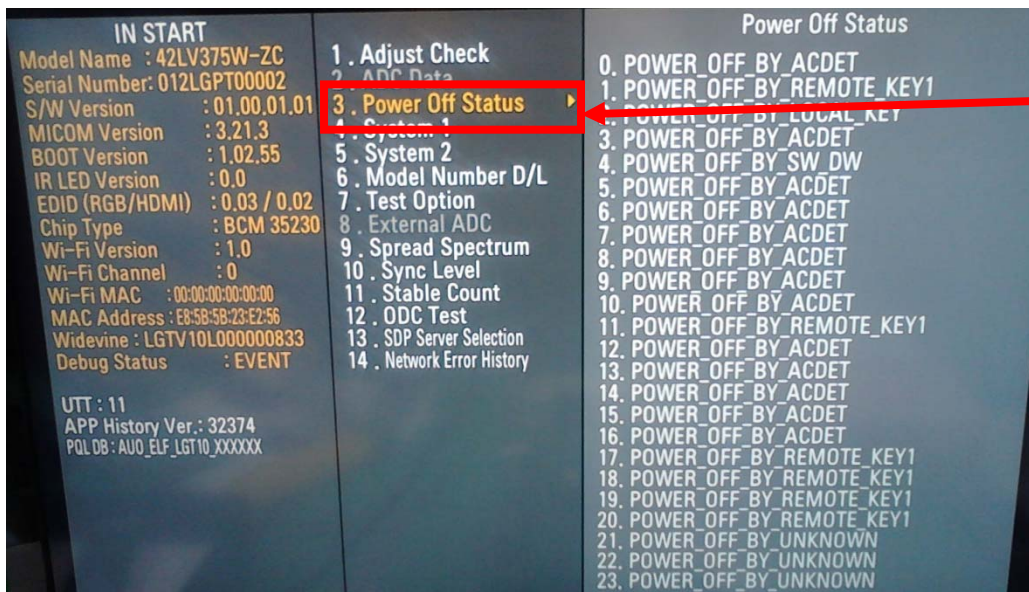 IN START
Model Name : 42LV375W-ZC
Serial Number: 012LGPT00002
S/W Version : 01.00.01.01
MICOM Version : 3.21.3
BOOT Version : 1.02.55
IR LED Version : 0.0
EDID (RGB/HDMI) : 0.03 / 0.02
Chip Type : BCM 35230
Wi-Fi Version : 1.0
Wi-Fi Channel : 0
Wi-Fi MAC : 00:00:00:00:00:00
MAC Address : E8:5B:5B:23:E2:56
Widevine : LGTV10L000000833
Debug Status : EVENT
UTT : 11
APP History Ver.: 32374
PQL DB : AUO_ELF_LGT10_XXXXXX
1 . Adjust Check
2 . ADC Data
3 . Power Off Status
4 . System 1
5 . System 2
6 . Model Number D/L
7 . Test Option
8 . External ADC
9 . Spread Spectrum
10 . Sync Level
11 . Stable Count
12 . ODC Test
13 . SDP Server Selection
14 . Network Error History
Power Off Status
0. POWER_OFF_BY_ACDET
1. POWER_OFF_BY_REMOTE_KEY1
POWER_OFF_BY_LOCAL_KEY
3. POWER_OFF_BY_ACDET
4. POWER_OFF_BY_SW_DW
5. POWER_OFF_BY_ACDET
6. POWER_OFF_BY_ACDET
7. POWER_OFF_BY_ACDET
8. POWER_OFF_BY_ACDET
9. POWER_OFF_BY_ACDET
10. POWER_OFF_BY_ACDET
11. POWER_OFF_BY_REMOTE_KEY1
12. POWER_OFF_BY_ACDET
13. POWER_OFF_BY_ACDET
14. POWER_OFF_BY_ACDET
15. POWER_OFF_BY_ACDET
16. POWER_OFF_BY_ACDET
17. POWER_OFF_BY_REMOTE_KEY1
18. POWER_OFF_BY_REMOTE_KEY1
19. POWER_OFF_BY_REMOTE_KEY1
20. POWER_OFF_BY_REMOTE_KEY1
21. POWER_OFF_BY_UNKNOWN
22. POWER_OFF_BY_UNKNOWN
23. POWER_OFF_BY_UNKNOWN